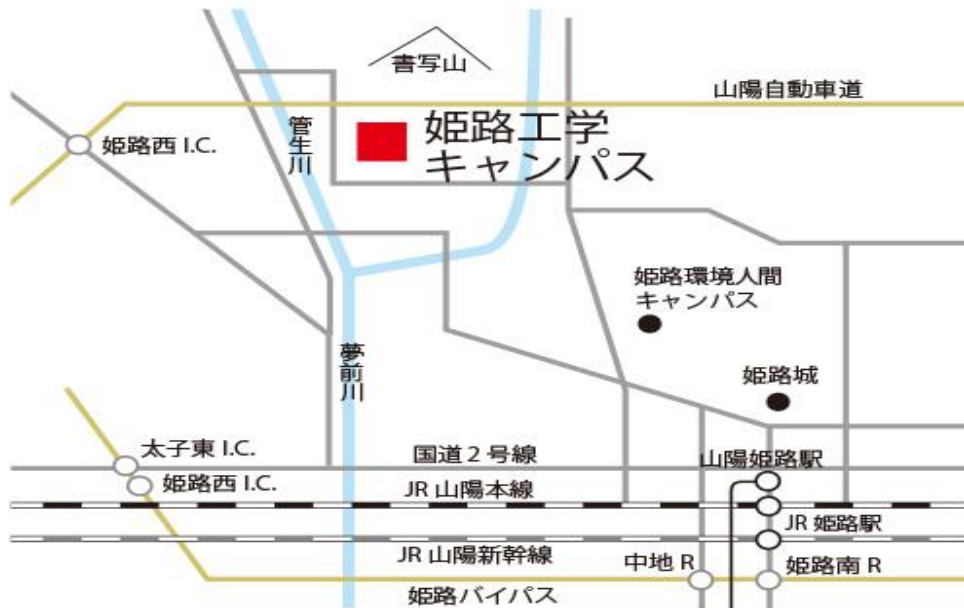 書写山
山陽自動車道
姫路工学
キャンパス
姫路西 I.C.
菅生川
姫路環境人間
キャンパス
夢前川
姫路城
太子東 I.C.
国道2号線
山陽姫路駅
姫路西 I.C.
JR 山陽本線
JR 姫路駅
JR 山陽新幹線
中地 R
姫路南 R
姫路バイパス